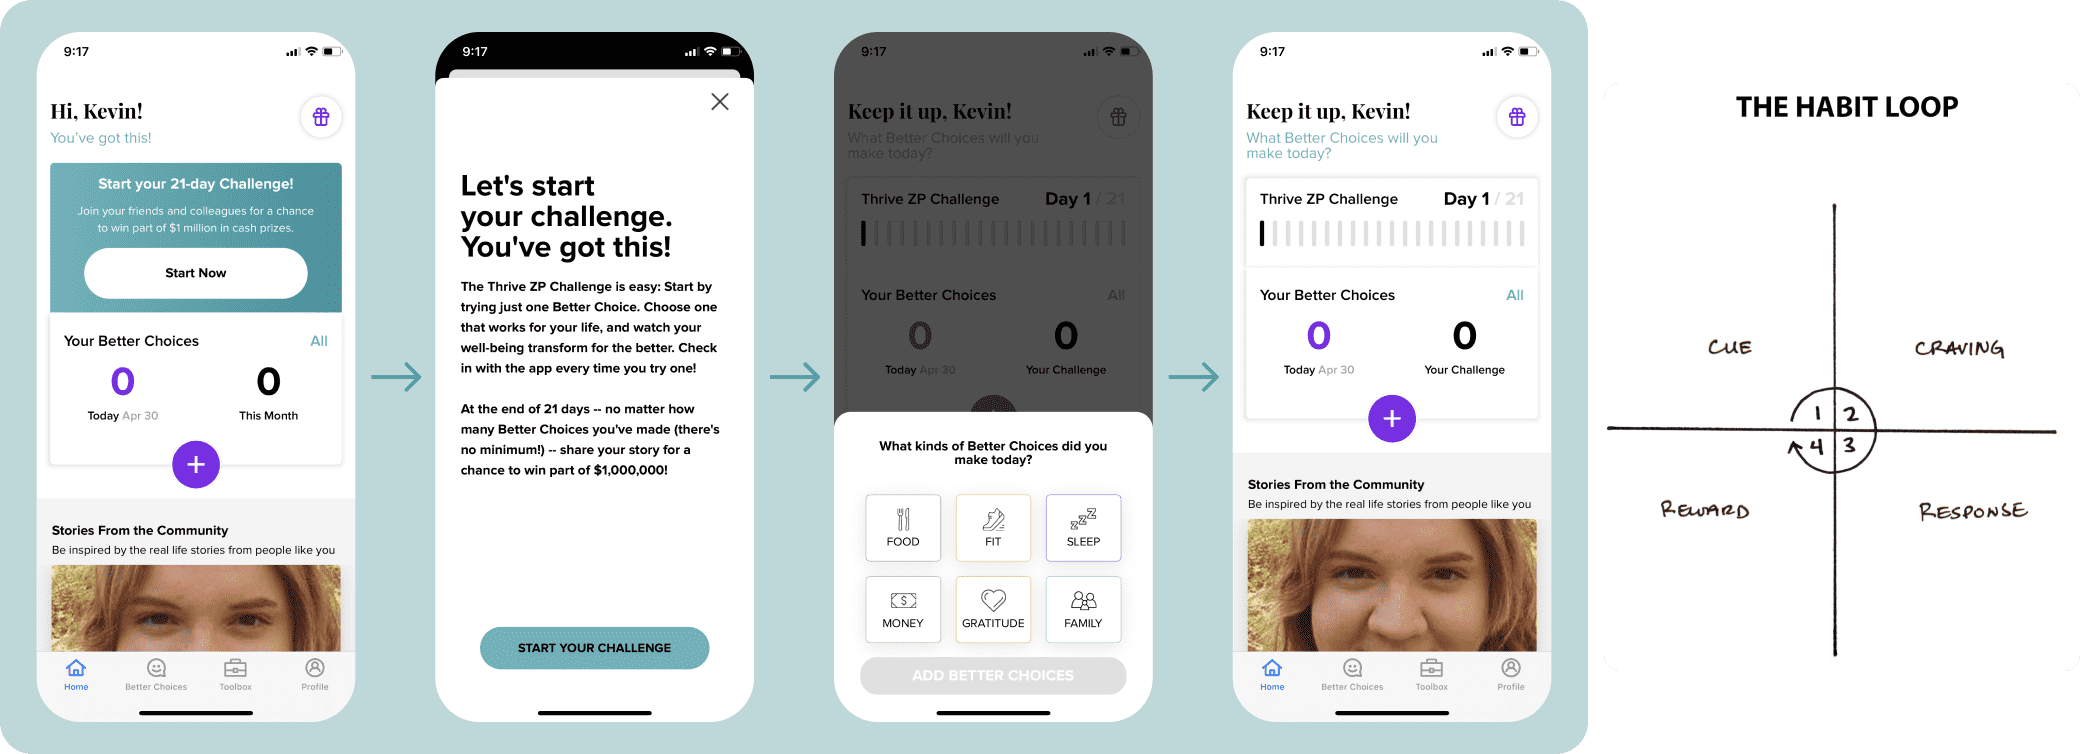 9:17
Hi, Kevin!
You've got this!
Start your 21-day Challenge!
Join your friends and colleagues for a chance
to win part of $1 million in cash prizes.
Start Now
Your Better Choices All
0 0
Today Apr 30 This Month
+
Stories From the Community
Be inspired by the real life stories from people like you
Home Better Choices Toolbox Profile
9:17
Let's start
your challenge.
You've got this!
The Thrive ZP Challenge is easy: Start by
trying just one Better Choice. Choose one
that works for your life, and watch your
well-being transform for the better. Check
in with the app every time you try one!
At the end of 21 days -- no matter how
many Better Choices you've made (there's
no minimum!) -- share your story for a
chance to win part of $1,000,000!
START YOUR CHALLENGE
9:17
Keep it up, Kevin!
What Better Choices will you
make today?
Thrive ZP Challenge Day 1 / 21
Your Better Choices All
0 0
Today Apr 30 Your Challenge
What kinds of Better Choices did you
make today?
FOOD FIT SLEEP
MONEY GRATITUDE FAMILY
ADD BETTER CHOICES
9:17
Keep it up, Kevin!
What Better Choices will you
make today?
Thrive ZP Challenge Day 1 / 21
Your Better Choices All
0 0
Today Apr 30 Your Challenge
+
Stories From the Community
Be inspired by the real life stories from people like you
Home Better Choices Toolbox Profile
THE HABIT LOOP
CUE CRAVING
1 2
4 3
REWARD RESPONSE